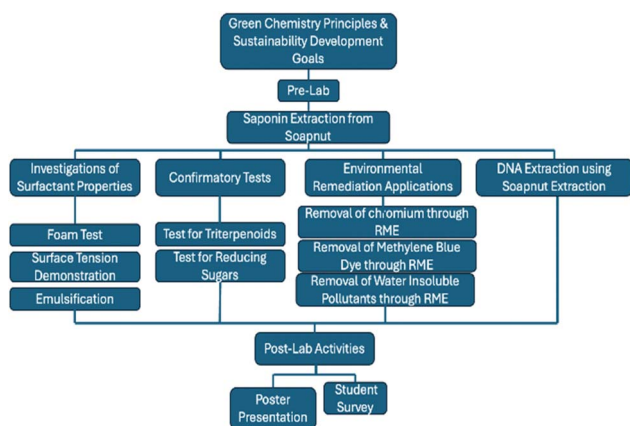 Green Chemistry Principles &
Sustainability Development
Goals
Pre-Lab
Saponin Extraction from
Soapnut
Investigations of
Surfactant Properties
Foam Test
Surface Tension
Demonstration
Emulsification
Confirmatory Tests
Test for Triterpenoids
Test for Reducing
Sugars
Environmental
Remediation Applications
Removal of chromium through
RME
Removal of Methylene Blue
Dye through RME
Removal of Water Insoluble
Pollutants through RME
DNA Extraction using
Soapnut Extraction
Post-Lab Activities
Poster
Presentation
Student
Survey